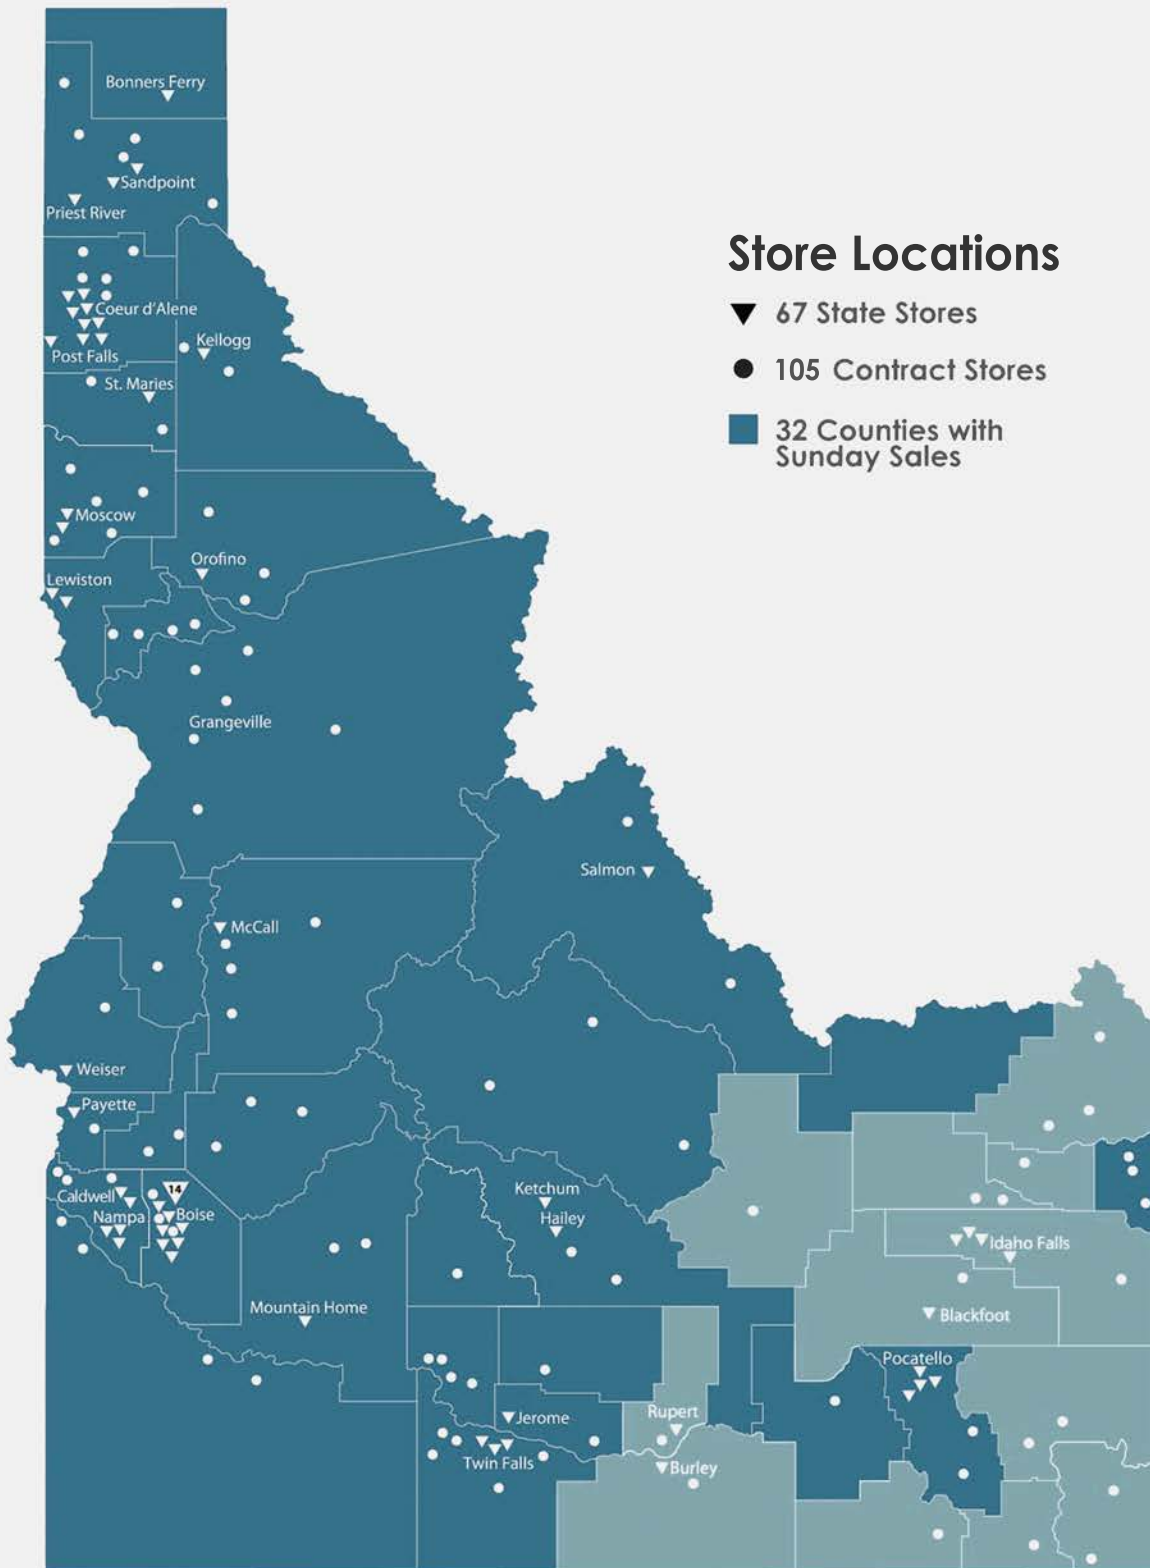 Bonners Ferry
Sandpoint
Priest River
Store Locations
67 State Stores
Coeur d'Alene
Kellogg
Post Falls
105 Contract Stores
St. Maries
32 Counties with
Sunday Sales
Moscow
Orofino
Lewiston
Grangeville
Salmon
McCall
Weiser
Payette
Ketchum
14
Caldwell
Nampa
Boise
Hailey
Idaho Falls
Mountain Home
Blackfoot
Pocatello
Rupert
Jerome
Twin Falls
Burley